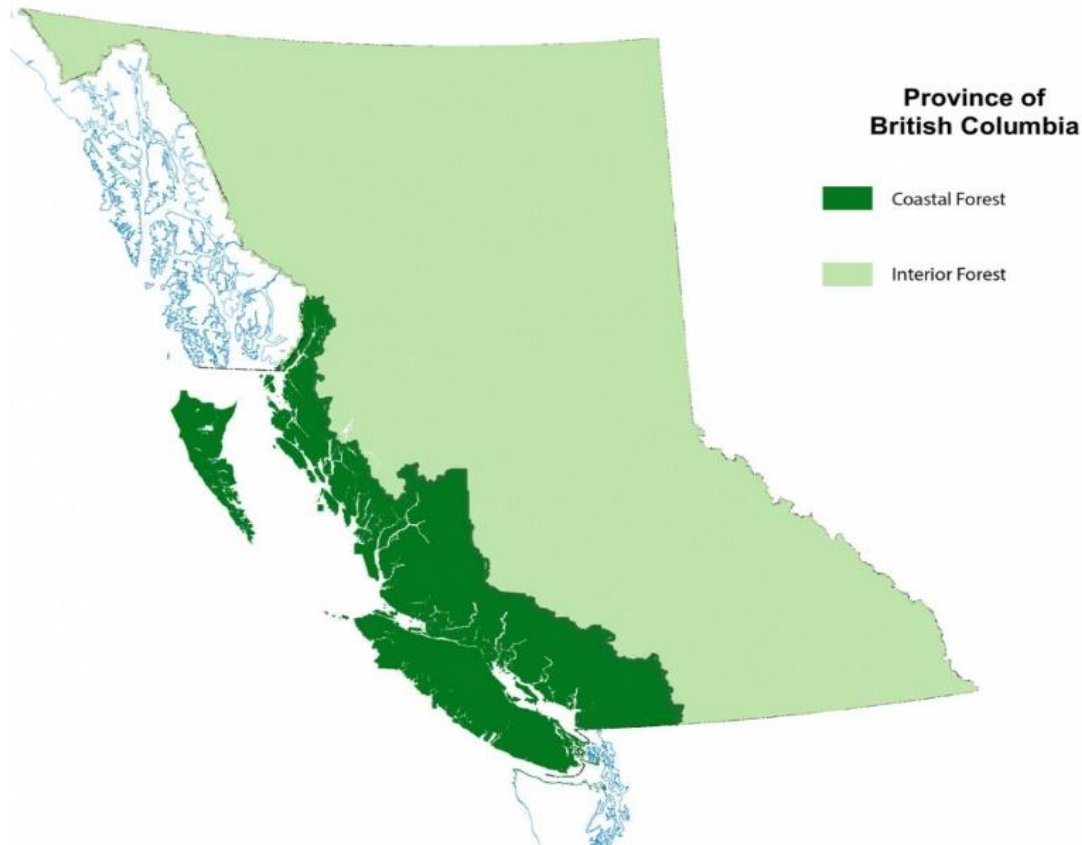 Province of
British Columbia
Coastal Forest
Interior Forest